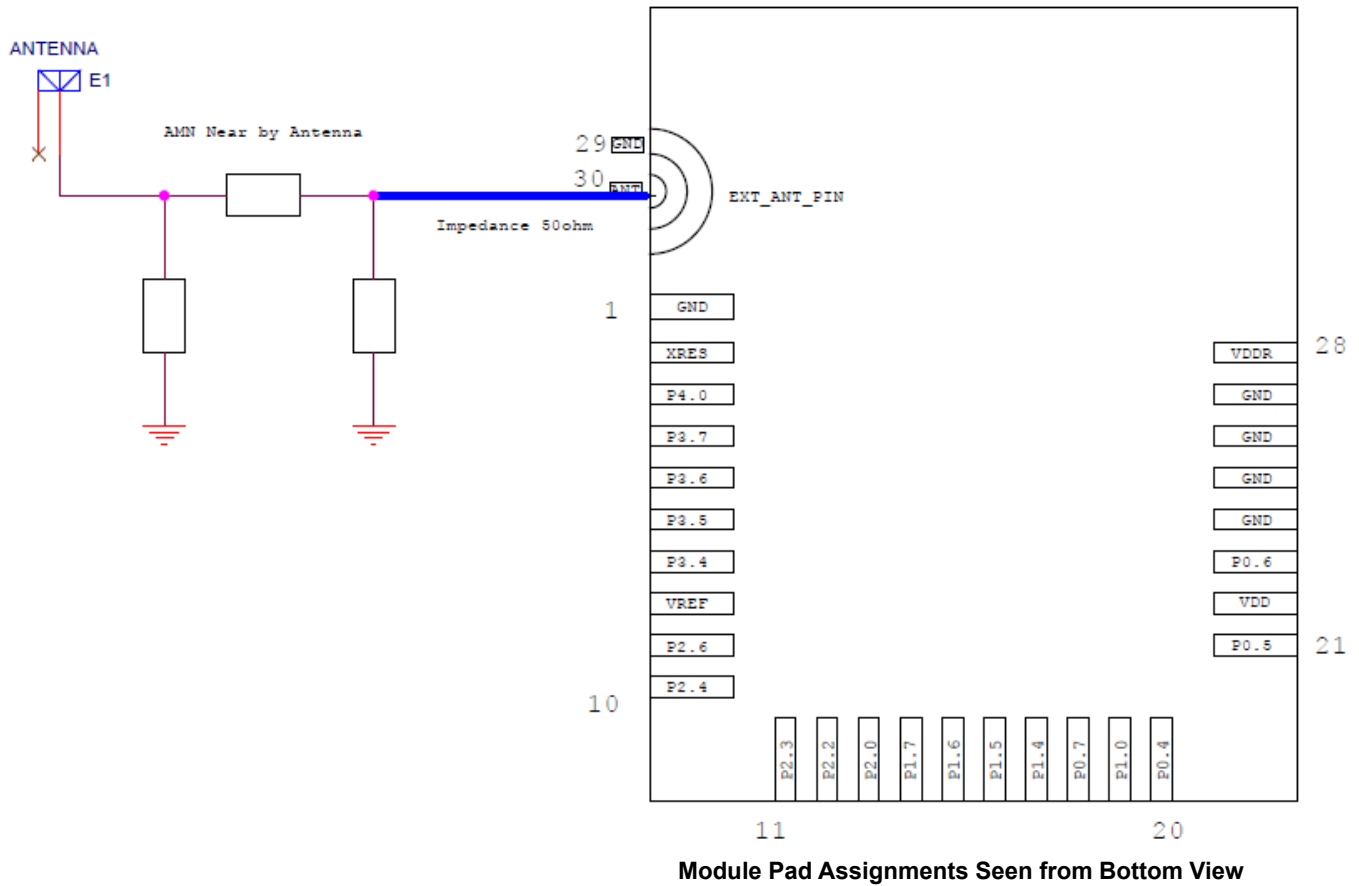 ANTENNA
E1
AMN Near by Antenna
29 GND
30 ANT
EXT_ANT_PIN
Impedance 50ohm
1 GND
XRES
P4.0
P3.7
P3.6
P3.5
P3.4
VREF
P2.6
10 P2.4
VDDR 28
GND
GND
GND
GND
P0.6
VDD
P0.5 21
P2.3
P2.2
P2.0
P1.7
P1.6
P1.5
P1.4
P0.7
P1.0
P0.4
11
20
Module Pad Assignments Seen from Bottom View